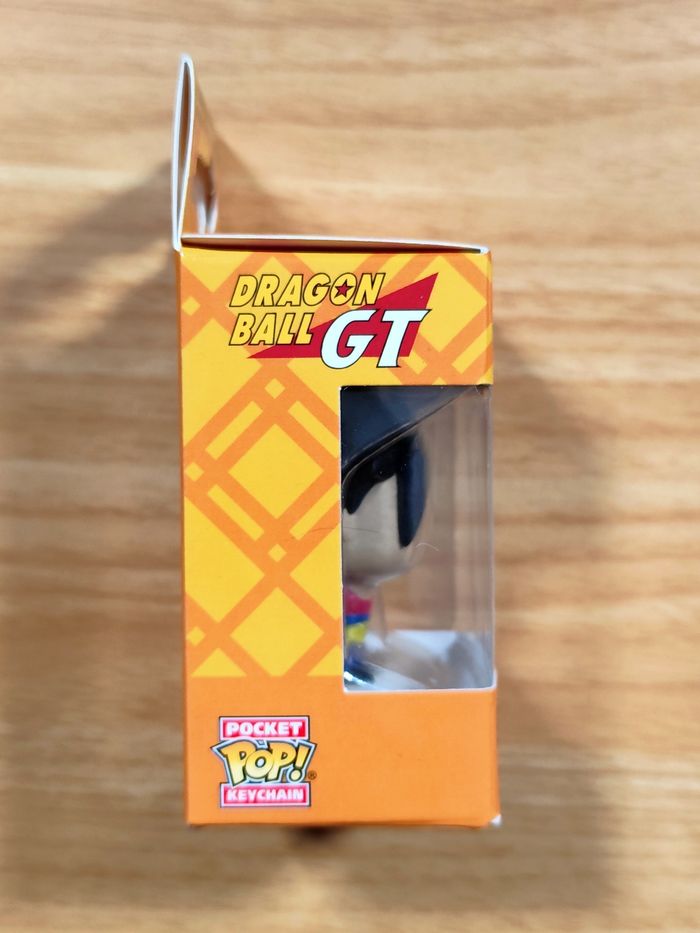 DRAGON
BALL GT
POCKET
POP! ®
KEYCHAIN